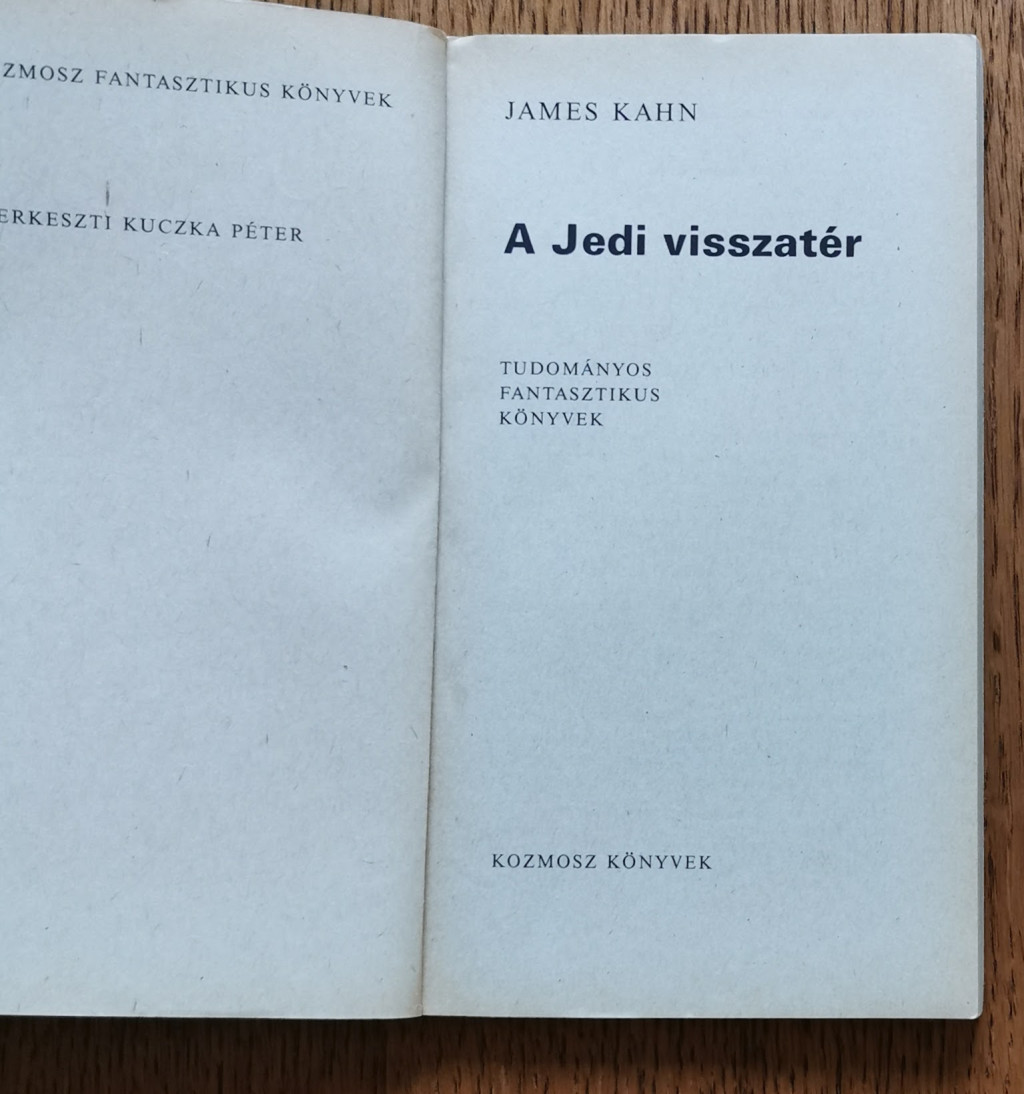 ZMOSZ FANTASZTIKUS KÖNYVEK
ERKESZTI KUCZKA PÉTER
JAMES KAHN
A Jedi visszatér
TUDOMÁNYOS
FANTASZTIKUS
KÖNYVEK
KOZMOSZ KÖNYVEK